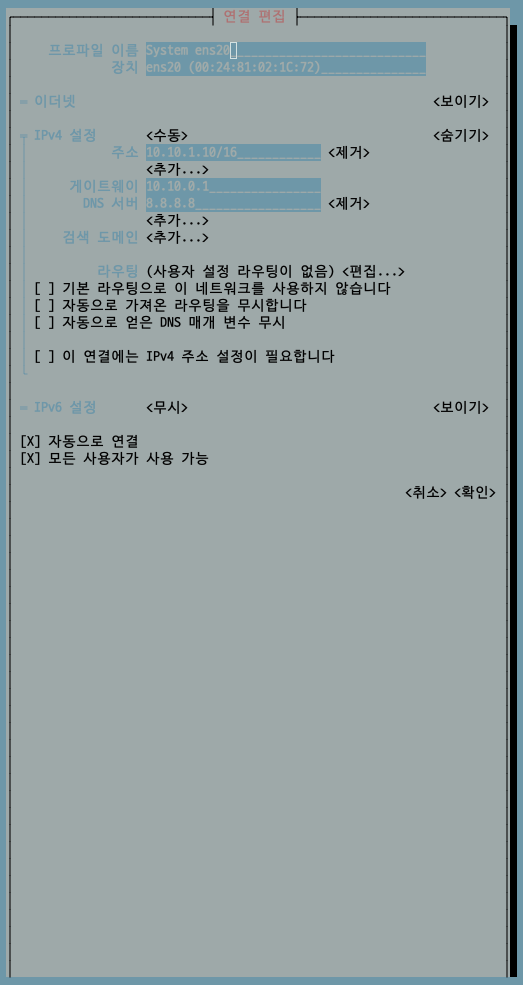 연결 편집
프로파일 이름 System ens20
장치 ens20 (00:24:81:02:1C:72)
= 이더넷 <보이기>
IPv4 설정 <수동> <숨기기>
주소 10.10.1.10/16 <제거>
<추가...>
게이트웨이 10.10.0.1
DNS 서버 8.8.8.8 <제거>
<추가...>
검색 도메인 <추가...>
라우팅 (사용자 설정 라우팅이 없음) <편집...>
[ ] 기본 라우팅으로 이 네트워크를 사용하지 않습니다
[ ] 자동으로 가져온 라우팅을 무시합니다
[ ] 자동으로 얻은 DNS 매개 변수 무시
[ ] 이 연결에는 IPv4 주소 설정이 필요합니다
= IPv6 설정 <무시> <보이기>
[X] 자동으로 연결
[X] 모든 사용자가 사용 가능
<취소> <확인>